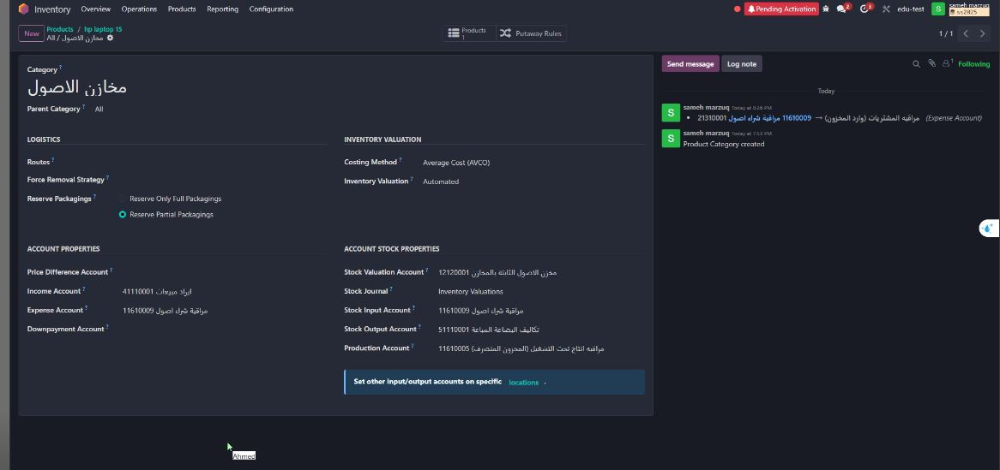 Inventory Overview Operations Products Reporting Configuration
Pending Activation 2 3 edu-test S sameh marzuq
ss2025
New Products / hp laptop 15
All / مخازن الاصول
Products 1
Putaway Rules
1 / 1
Category ?
مخازن الاصول
Parent Category ? All
LOGISTICS
Routes ?
Force Removal Strategy ?
Reserve Packagings ? Reserve Only Full Packagings
Reserve Partial Packagings
INVENTORY VALUATION
Costing Method ? Average Cost (AVCO)
Inventory Valuation ? Automated
ACCOUNT PROPERTIES
Price Difference Account ?
Income Account ? 41110001 ايراد مبيعات
Expense Account ? 11610009 مراقبة شراء اصول
Downpayment Account ?
ACCOUNT STOCK PROPERTIES
Stock Valuation Account ? 12120001 مخزن الاصول الثابته بالمخازن
Stock Journal ? Inventory Valuations
Stock Input Account ? 11610009 مراقبة شراء اصول
Stock Output Account ? 51110001 تكاليف البضاعة المباعة
Production Account ? 11610005 مراقبه انتاج تحت التشغيل (المخزون المنصرف)
Set other input/output accounts on specific locations .
Send message Log note
1 Following
Today
S sameh marzuq Today at 8:26 PM
• 21310001 مراقبه المشتريات (وارد المخزون) → 11610009 مراقبة شراء اصول (Expense Account)
S sameh marzuq Today at 7:53 PM
Product Category created
Ahmed